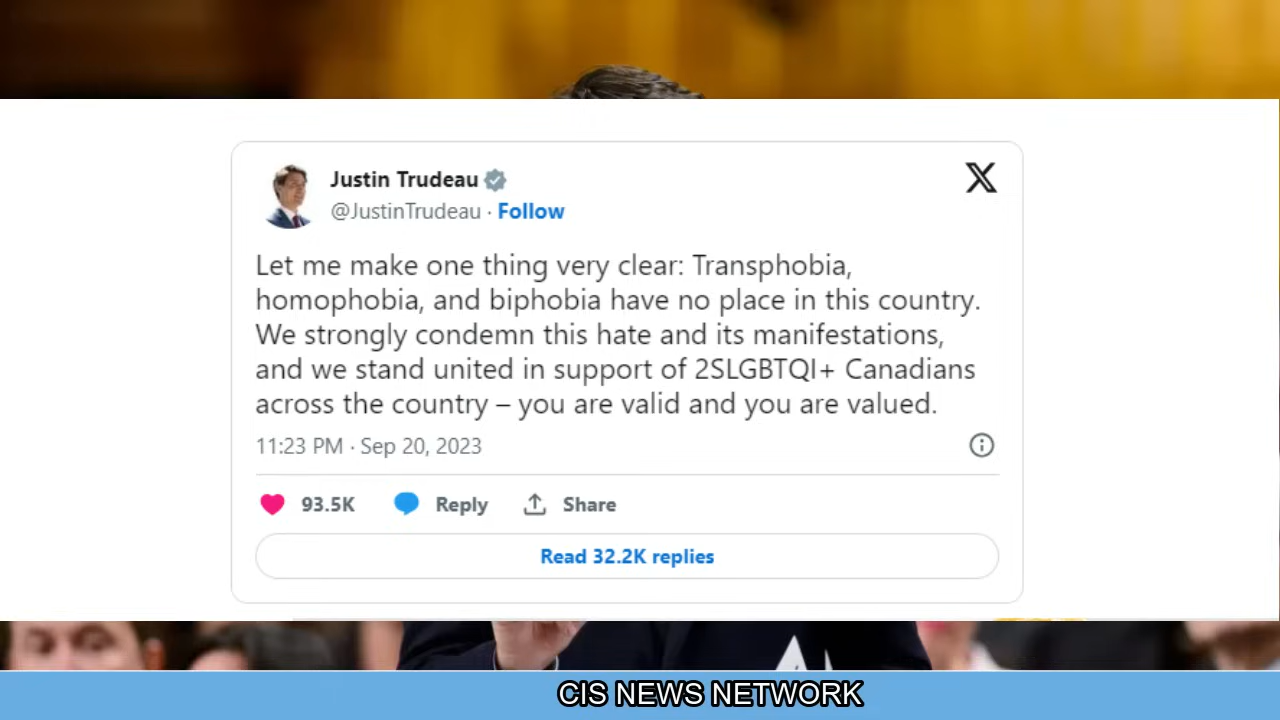 Justin Trudeau
X
@JustinTrudeau · Follow
Let me make one thing very clear: Transphobia,
homophobia, and biphobia have no place in this country.
We strongly condemn this hate and its manifestations,
and we stand united in support of 2SLGBTQI+ Canadians
across the country – you are valid and you are valued.
11:23 PM · Sep 20, 2023
93.5K Reply Share
Read 32.2K replies
CIS NEWS NETWORK